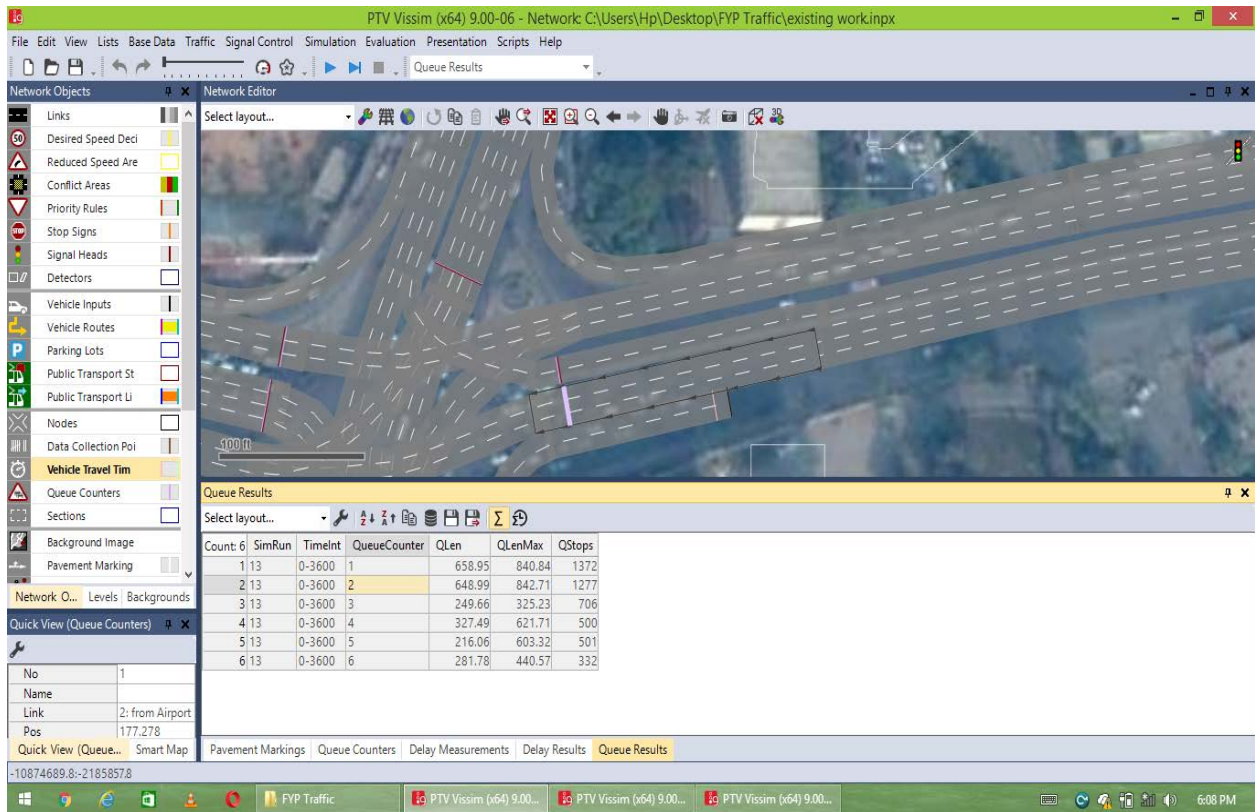 PTV Vissim (x64) 9.00-06 - Network: C:\Users\Hp\Desktop\FYP Traffic\existing work.inpx
File Edit View Lists Base Data Traffic Signal Control Simulation Evaluation Presentation Scripts Help
Queue Results
Network Objects
Links
50
Desired Speed Deci
Reduced Speed Are
Conflict Areas
Priority Rules
STOP
Stop Signs
Signal Heads
Detectors
Vehicle Inputs
Vehicle Routes
P
Parking Lots
Public Transport St
Public Transport Li
Nodes
Data Collection Poi
Vehicle Travel Tim
Queue Counters
Sections
Background Image
Pavement Marking
Network O... Levels Backgrounds
Quick View (Queue Counters)
No 1
Name
Link 2: from Airport
Pos 177.278
Quick View (Queue... Smart Map
Network Editor
Select layout...
100 ft
Queue Results
Select layout...
Count: 6 SimRun TimeInt QueueCounter QLen QLenMax QStops
1 13 0-3600 1 658.95 840.84 1372
2 13 0-3600 2 648.99 842.71 1277
3 13 0-3600 3 249.66 325.23 706
4 13 0-3600 4 327.49 621.71 500
5 13 0-3600 5 216.06 603.32 501
6 13 0-3600 6 281.78 440.57 332
Pavement Markings Queue Counters Delay Measurements Delay Results Queue Results
-10874689.8:-2185857.8
FYP Traffic PTV Vissim (x64) 9.00... PTV Vissim (x64) 9.00... PTV Vissim (x64) 9.00... 6:08 PM